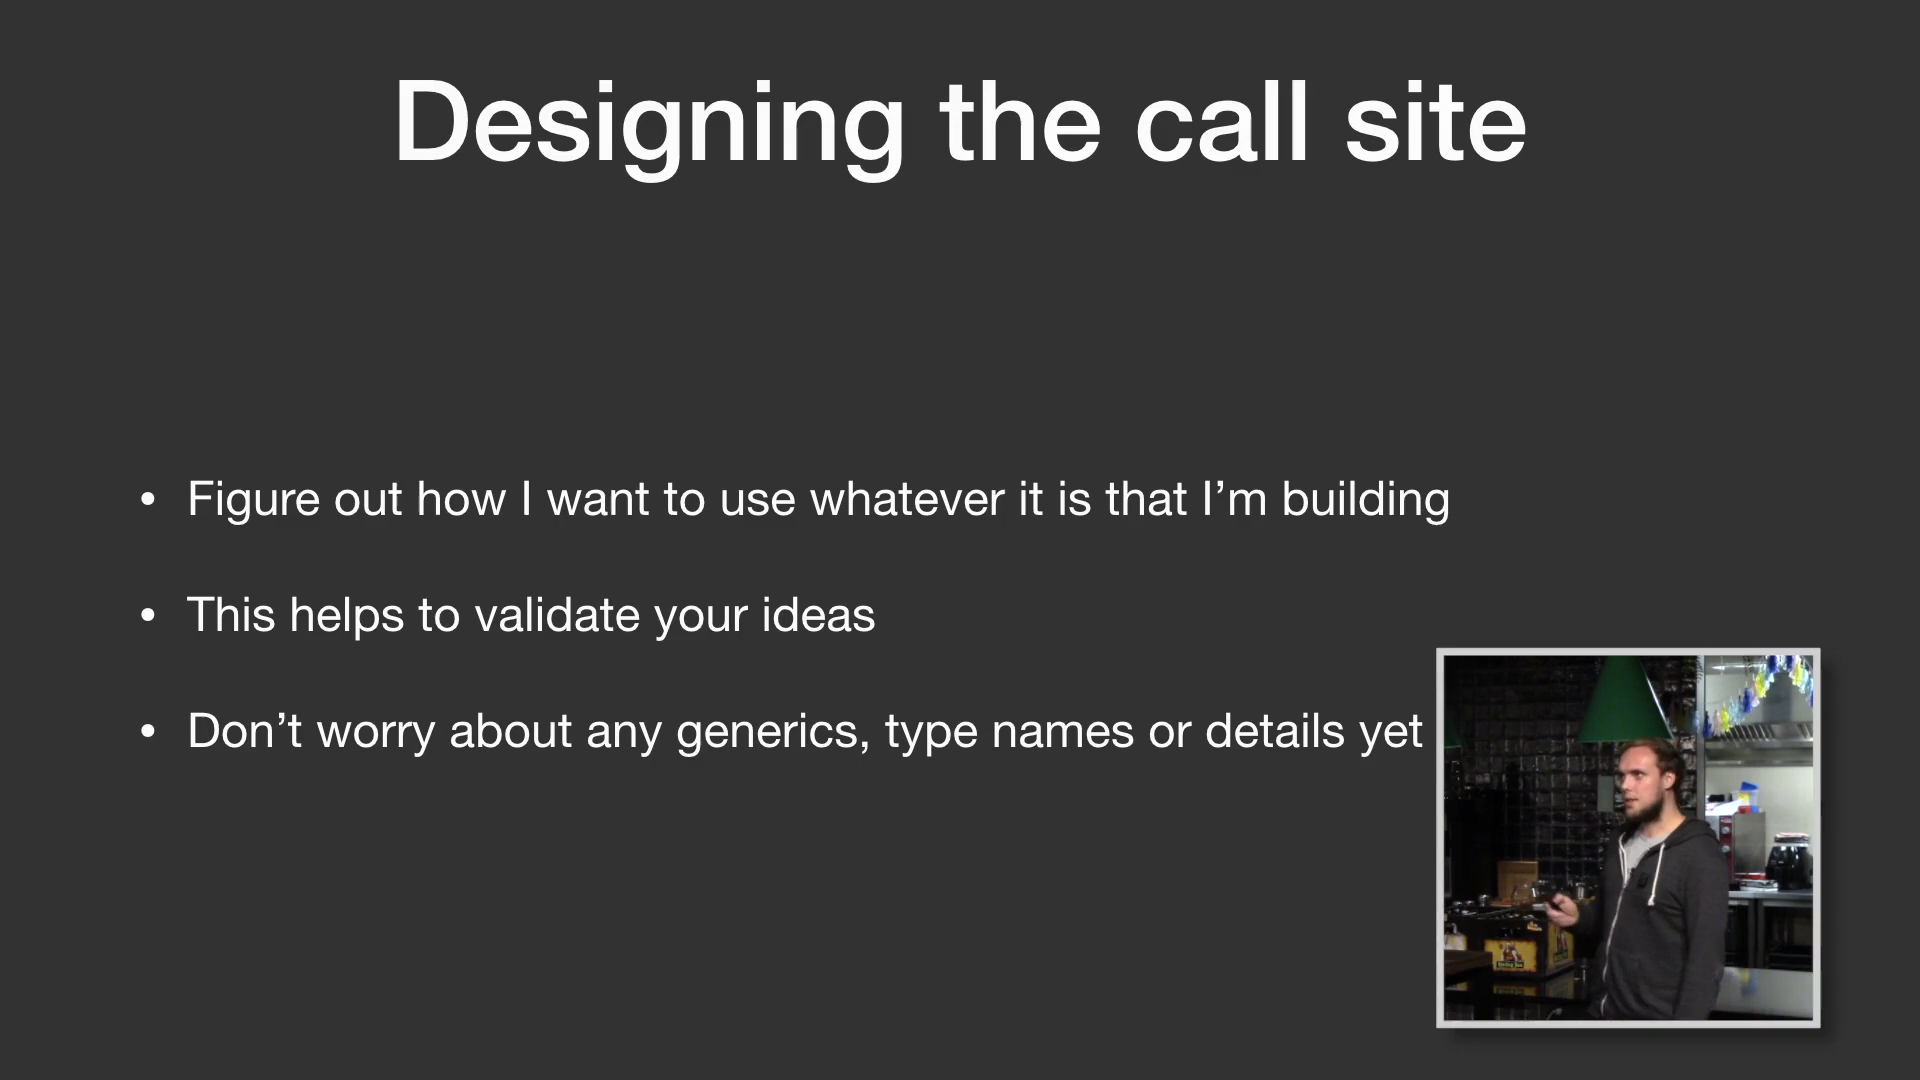 Designing the call site
• Figure out how I want to use whatever it is that I’m building
• This helps to validate your ideas
• Don’t worry about any generics, type names or details yet